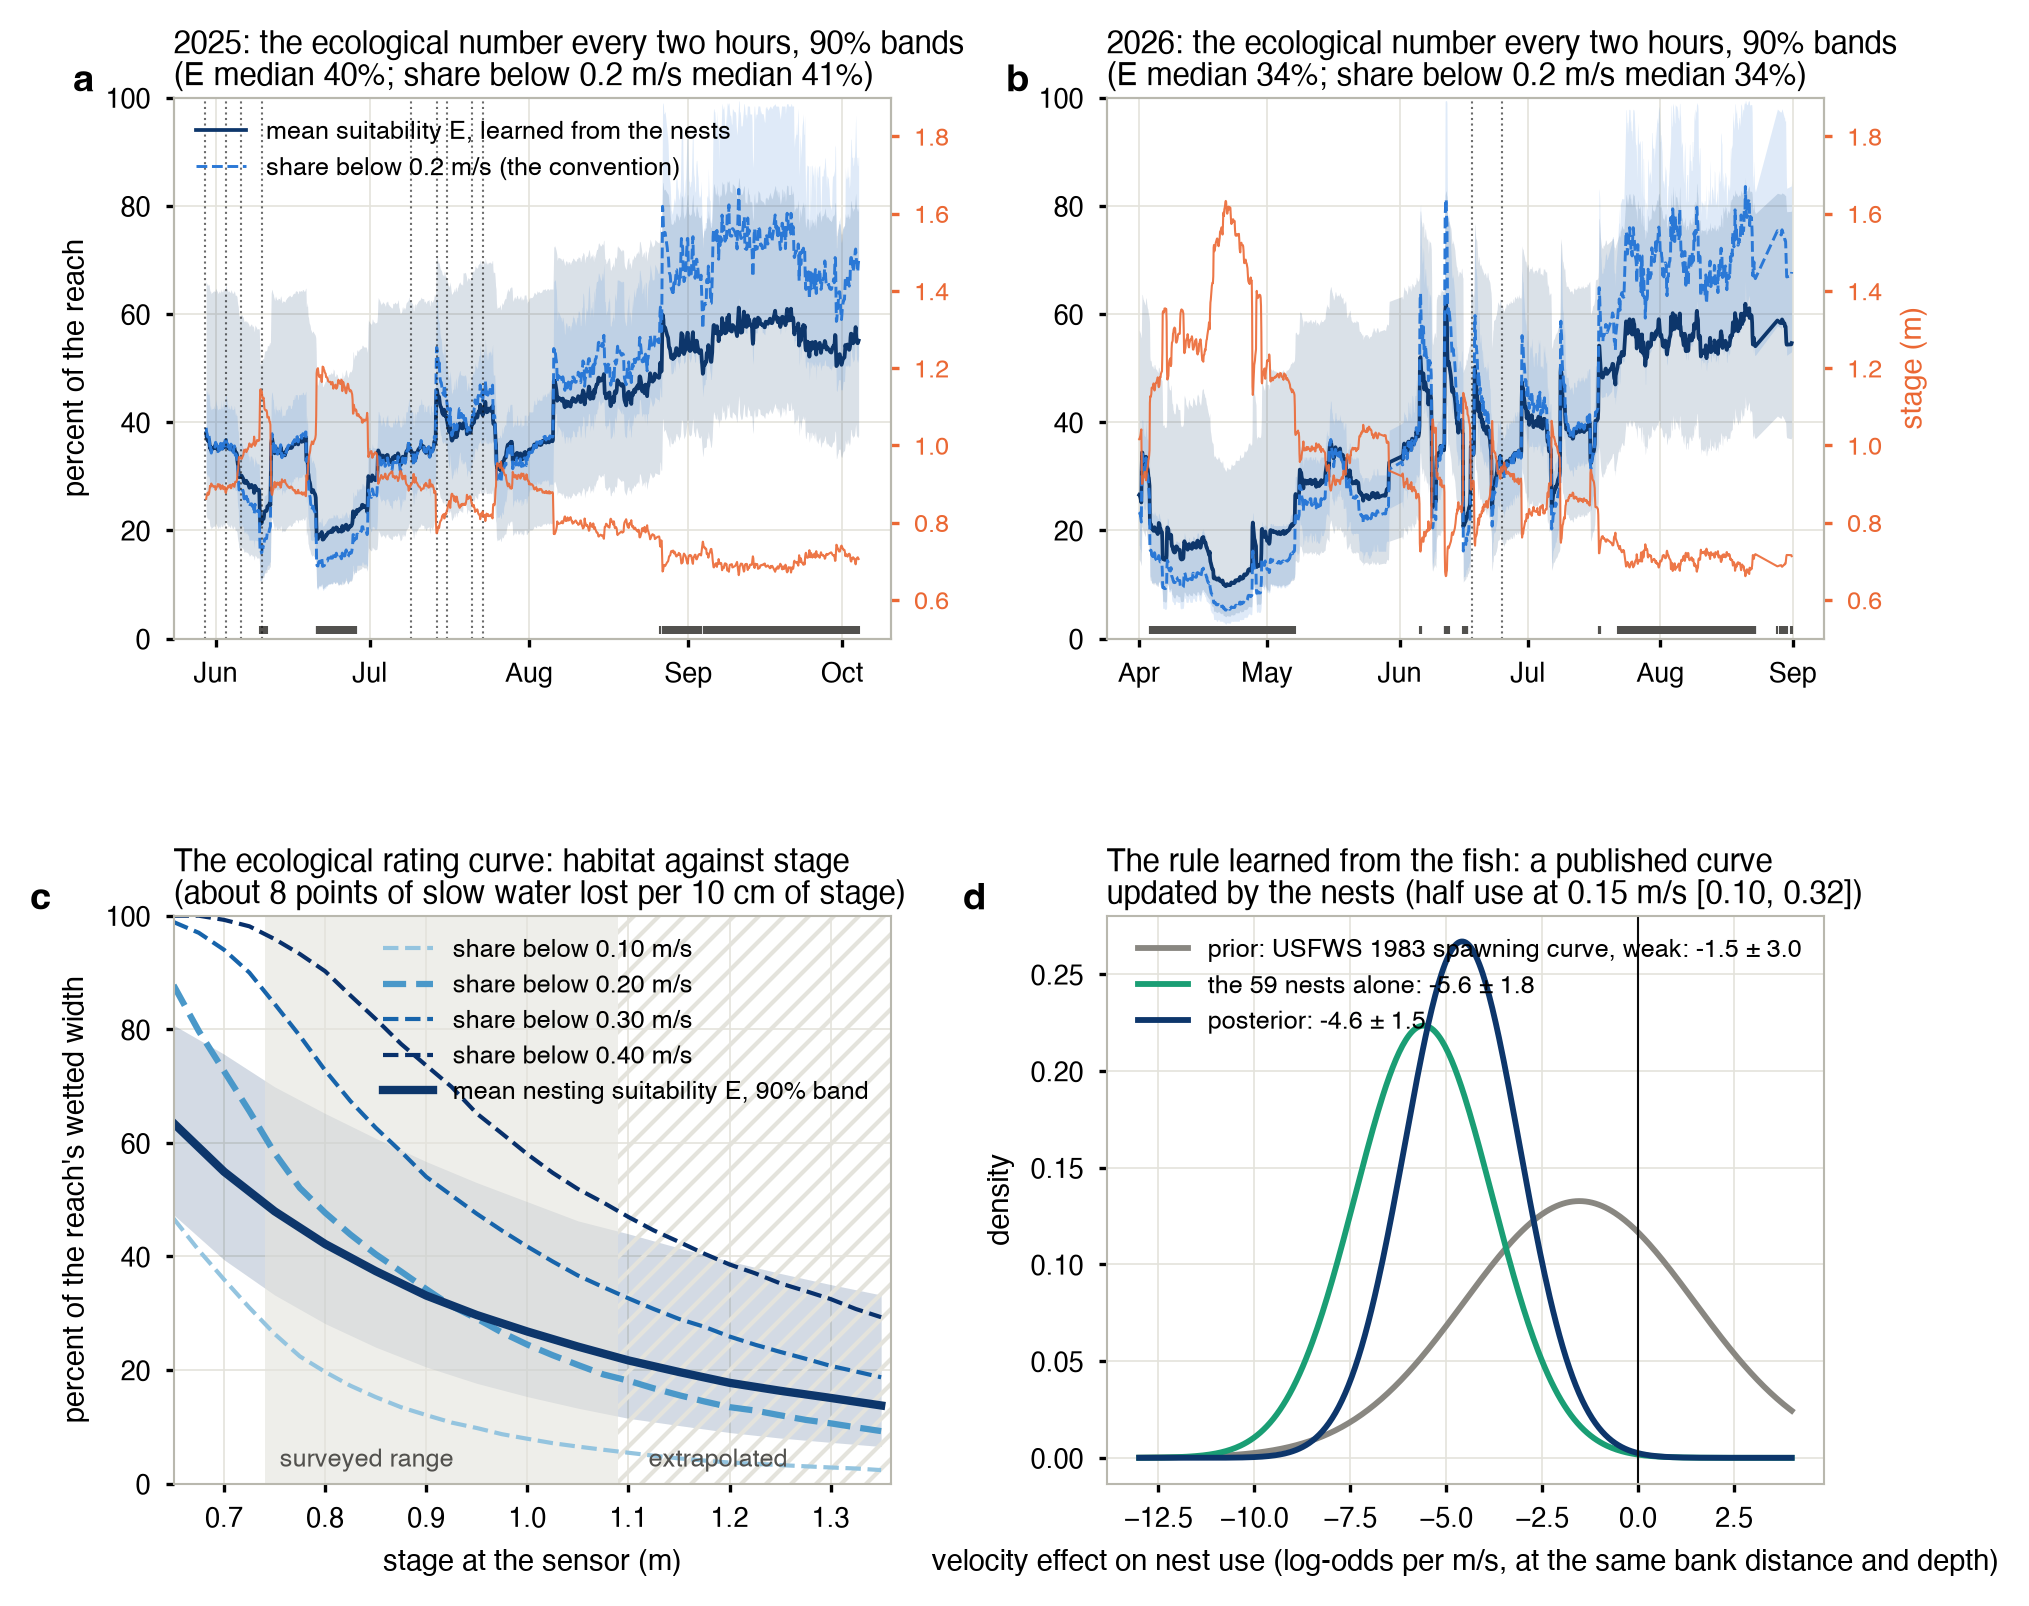 a
2025: the ecological number every two hours, 90% bands
(E median 40%; share below 0.2 m/s median 41%)
mean suitability E, learned from the nests
share below 0.2 m/s (the convention)
percent of the reach
100
80
60
40
20
0
1.8
1.6
1.4
1.2
1.0
0.8
0.6
Jun
Jul
Aug
Sep
Oct
b
2026: the ecological number every two hours, 90% bands
(E median 34%; share below 0.2 m/s median 34%)
100
80
60
40
20
0
1.8
1.6
1.4
1.2
1.0
0.8
0.6
stage (m)
Apr
May
Jun
Jul
Aug
Sep
c
The ecological rating curve: habitat against stage
(about 8 points of slow water lost per 10 cm of stage)
share below 0.10 m/s
share below 0.20 m/s
share below 0.30 m/s
share below 0.40 m/s
mean nesting suitability E, 90% band
percent of the reach's wetted width
100
80
60
40
20
0
surveyed range
extrapolated
0.7
0.8
0.9
1.0
1.1
1.2
1.3
stage at the sensor (m)
d
The rule learned from the fish: a published curve
updated by the nests (half use at 0.15 m/s [0.10, 0.32])
prior: USFWS 1983 spawning curve, weak: -1.5 ± 3.0
the 59 nests alone: -5.6 ± 1.8
posterior: -4.6 ± 1.5
density
0.25
0.20
0.15
0.10
0.05
0.00
−12.5
−10.0
−7.5
−5.0
−2.5
0.0
2.5
velocity effect on nest use (log-odds per m/s, at the same bank distance and depth)